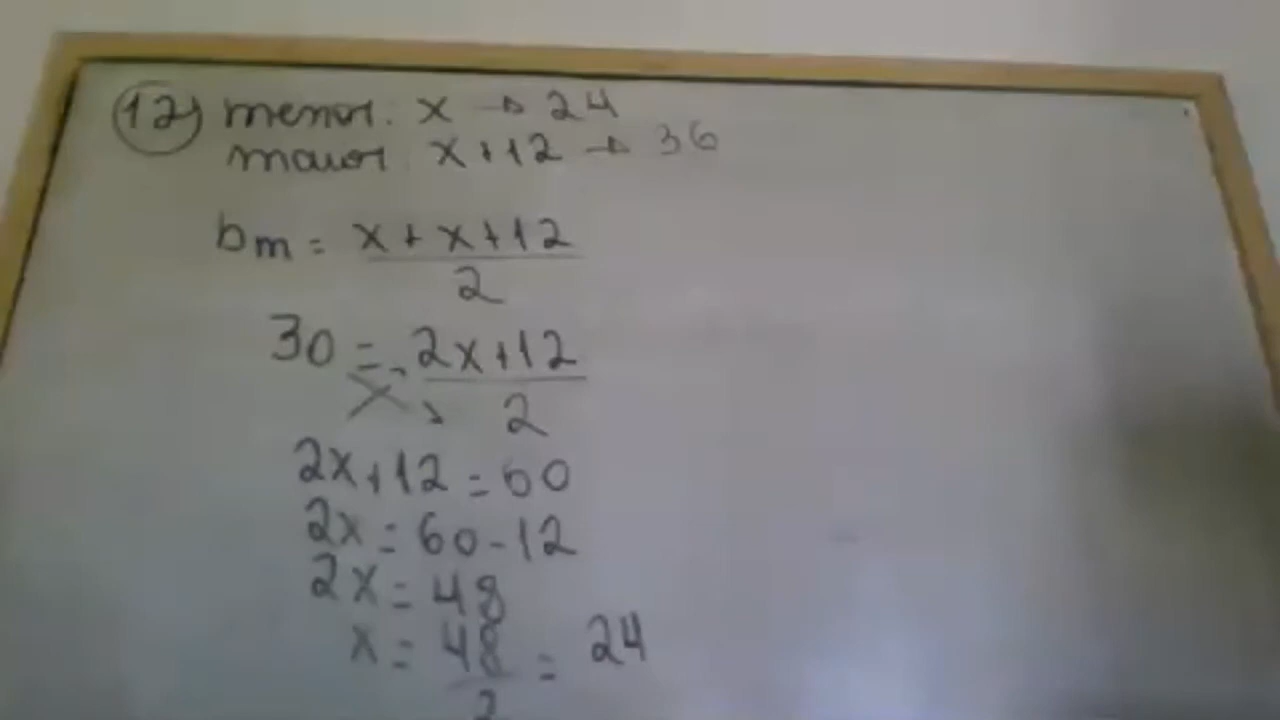 12) menor: x → 24
maior: x+12 → 36
bm = x+x+12
2
30 = 2x+12
2
2x+12 = 60
2x = 60-12
2x = 48
x = 48 = 24
2